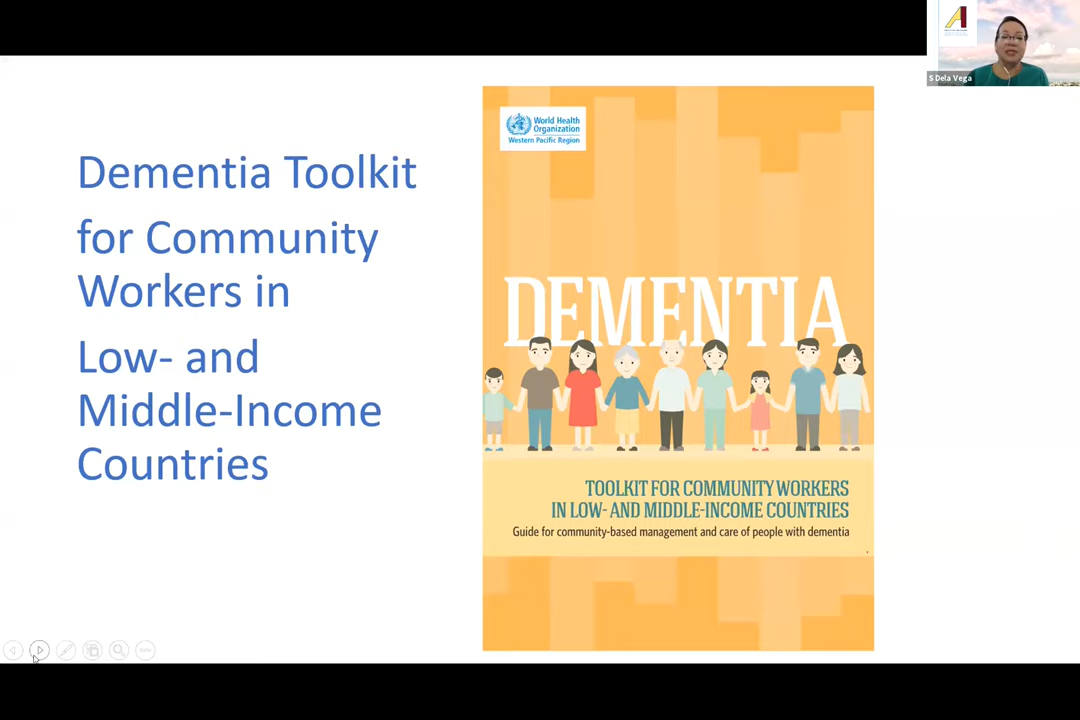 S Dela Vega
Dementia Toolkit
for Community
Workers in
Low- and
Middle-Income
Countries
World Health
Organization
Western Pacific Region
DEMENTIA
TOOLKIT FOR COMMUNITY WORKERS
IN LOW- AND MIDDLE-INCOME COUNTRIES
Guide for community-based management and care of people with dementia